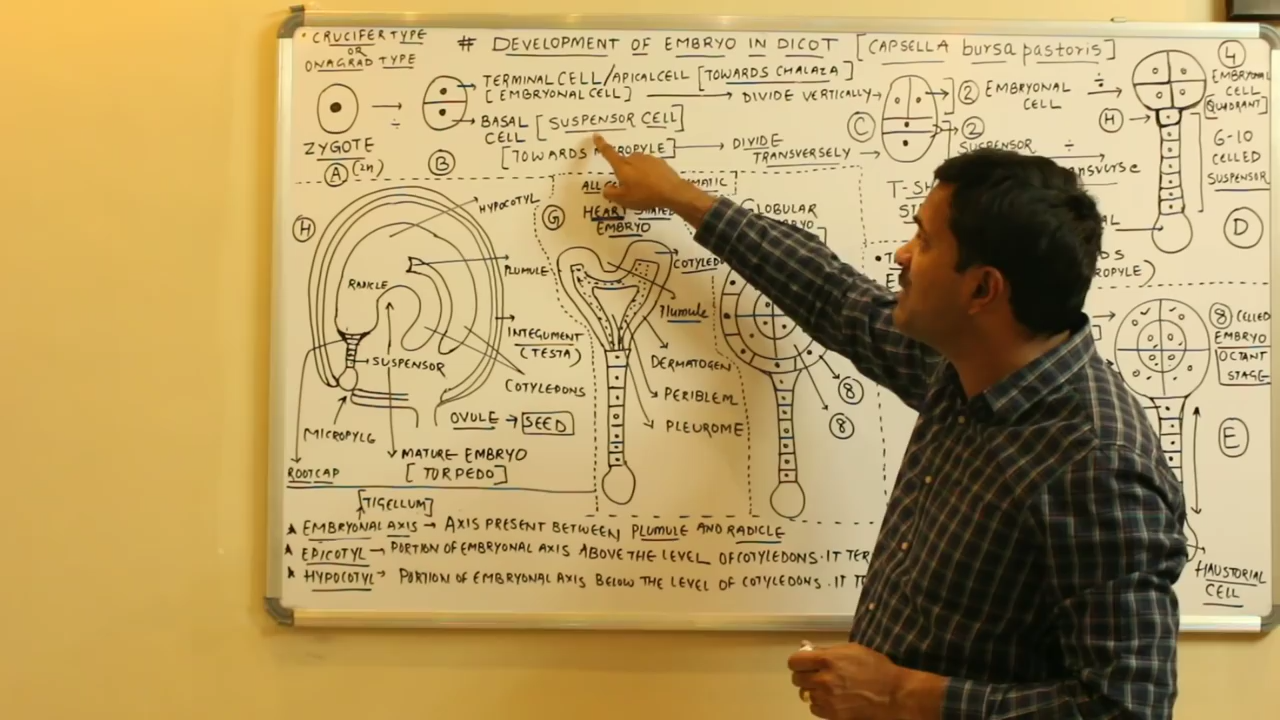 • CRUCIFER TYPE
OR
ONAGRAD TYPE
# DEVELOPMENT OF EMBRYO IN DICOT [CAPSELLA bursa pastoris]
ZYGOTE
(A) (2n)
÷
(B)
TERMINAL CELL/APICAL CELL [TOWARDS CHALAZA]
[EMBRYONAL CELL] → DIVIDE VERTICALLY →
BASAL CELL [SUSPENSOR CELL]
[TOWARDS MICROPYLE] → DIVIDE
TRANSVERSELY →
(C)
(2) EMBRYONAL
CELL
÷
(2)
SUSPENSOR
÷
(H)
(4)
EMBRYONAL
CELL
[QUADRANT]
6-10
CELLED
SUSPENSOR
(D)
T-SH
(H)
HYPOCOTYL
PLUMULE
RADICLE
INTEGUMENT
(TESTA)
SUSPENSOR
COTYLEDONS
OVULE → [SEED]
MICROPYLG
MATURE EMBRYO
[TORPEDO]
ROOTCAP
(G)
HEART SHAPED
EMBRYO
COTYLEDO
Plumule
DERMATOGEN
PERIBLEM
PLEUROME
GLOBULAR
(8)
(8)
(8) CELLED
EMBRYO
OCTANT
STAGE
(E)
HAUSTORIAL
CELL
[TIGELLUM]
★ EMBRYONAL AXIS → AXIS PRESENT BETWEEN PLUMULE AND RADICLE
★ EPICOTYL → PORTION OF EMBRYONAL AXIS ABOVE THE LEVEL OF COTYLEDONS. IT TER
★ HYPOCOTYL → PORTION OF EMBRYONAL AXIS BELOW THE LEVEL OF COTYLEDONS. IT